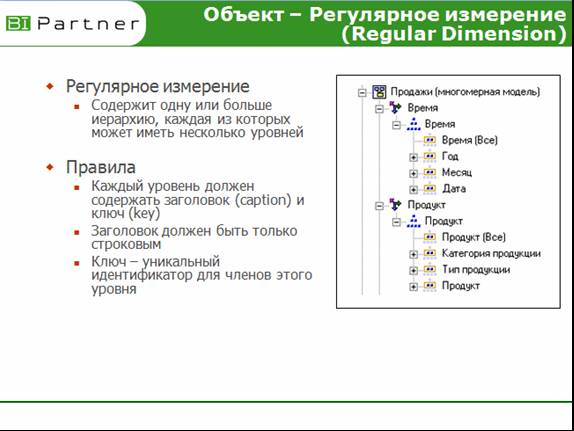 BI Partner
Объект – Регулярное измерение
(Regular Dimension)
Регулярное измерение
Содержит одну или больше
иерархию, каждая из которых
может иметь несколько уровней
Правила
Каждый уровень должен
содержать заголовок (caption) и
ключ (key)
Заголовок должен быть только
строковым
Ключ – уникальный
идентификатор для членов этого
уровня
Продажи (многомерная модель)
Время
Время
Время (Все)
Год
Месяц
Дата
Продукт
Продукт
Продукт (Все)
Категория продукции
Тип продукции
Продукт